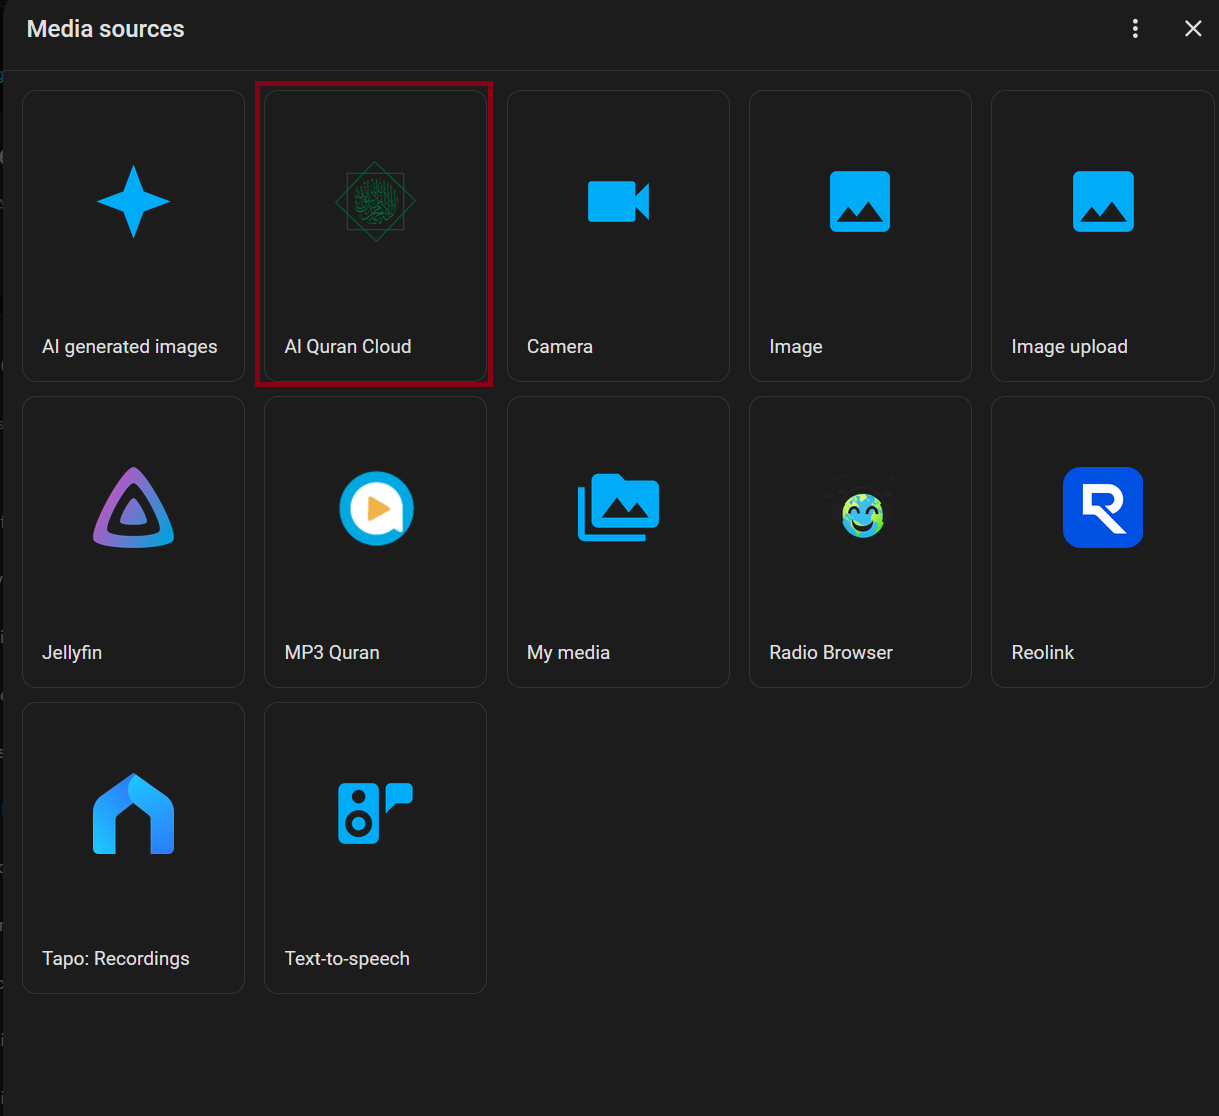 Media sources
AI generated images
Al Quran Cloud
Camera
Image
Image upload
Jellyfin
MP3 Quran
My media
Radio Browser
Reolink
Tapo: Recordings
Text-to-speech